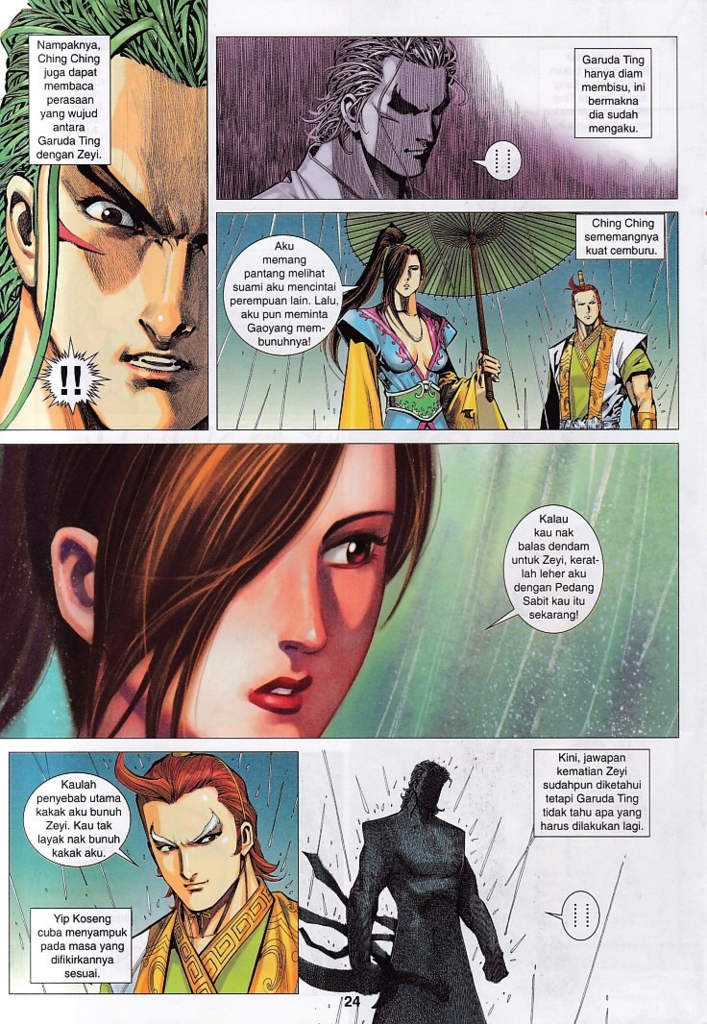 Nampaknya,
Ching Ching
juga dapat
membaca
perasaan
yang wujud
antara
Garuda Ting
dengan Zeyi.
!!
Garuda Ting
hanya diam
membisu, ini
bermakna
dia sudah
mengaku.
Ching Ching
sememangnya
kuat cemburu.
Aku
memang
pantang melihat
suami aku mencintai
perempuan lain. Lalu,
aku pun meminta
Gaoyang mem-
bunuhnya!
Kalau
kau nak
balas dendam
untuk Zeyi, kerat-
lah leher aku
dengan Pedang
Sabit kau itu
sekarang!
Kaulah
penyebab utama
kakak aku bunuh
Zeyi. Kau tak
layak nak bunuh
kakak aku.
Yip Koseng
cuba menyampuk
pada masa yang
difikirkannya
sesuai.
Kini, jawapan
kematian Zeyi
sudahpun diketahui
tetapi Garuda Ting
tidak tahu apa yang
harus dilakukan lagi.
24